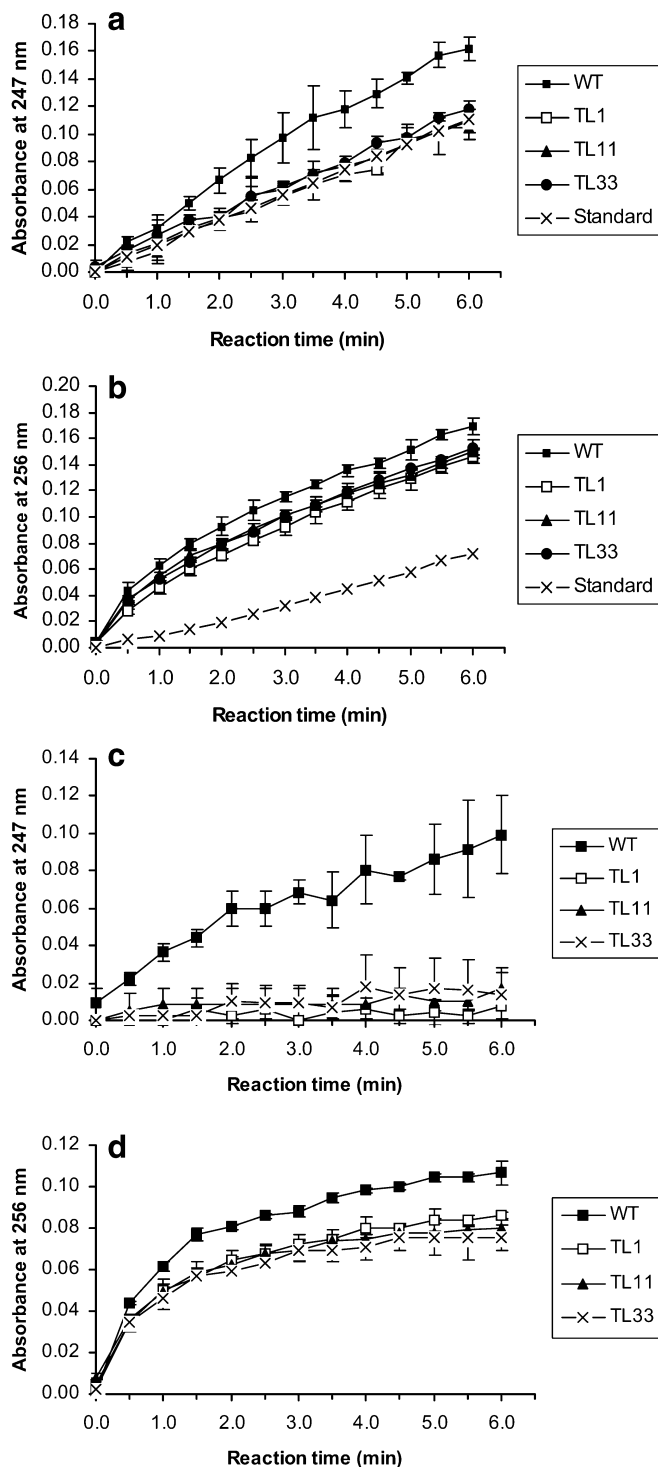 a
Absorbance at 247 nm
0.18
0.16
0.14
0.12
0.10
0.08
0.06
0.04
0.02
0.00
0.0 1.0 2.0 3.0 4.0 5.0 6.0
Reaction time (min)
WT
TL1
TL11
TL33
Standard
b
Absorbance at 256 nm
0.20
0.18
0.16
0.14
0.12
0.10
0.08
0.06
0.04
0.02
0.00
0.0 1.0 2.0 3.0 4.0 5.0 6.0
Reaction time (min)
WT
TL1
TL11
TL33
Standard
c
Absorbance at 247 nm
0.14
0.12
0.10
0.08
0.06
0.04
0.02
0.00
0.0 1.0 2.0 3.0 4.0 5.0 6.0
Reaction time (min)
WT
TL1
TL11
TL33
d
Absorbance at 256 nm
0.12
0.10
0.08
0.06
0.04
0.02
0.00
0.0 1.0 2.0 3.0 4.0 5.0 6.0
Reaction time (min)
WT
TL1
TL11
TL33